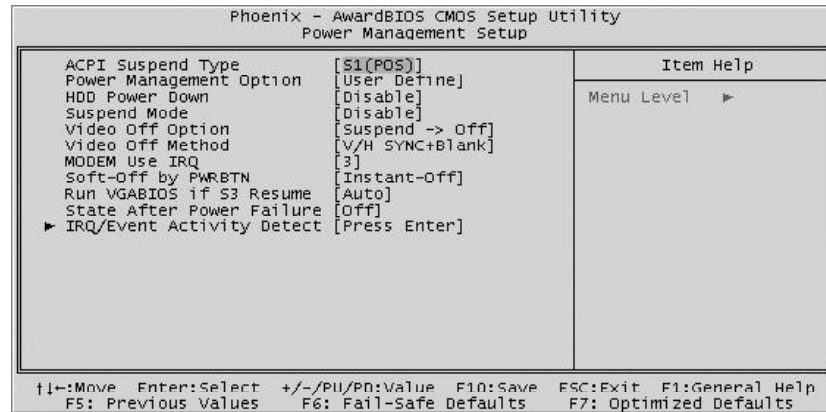 Phoenix - AwardBIOS CMOS Setup Utility
Power Management Setup
ACPI Suspend Type [S1(POS)]
Power Management Option [User Define]
HDD Power Down [Disable]
Suspend Mode [Disable]
Video Off Option [Suspend -> Off]
Video Off Method [V/H SYNC+Blank]
MODEM Use IRQ [3]
Soft-Off by PWRBTN [Instant-Off]
Run VGABIOS if S3 Resume [Auto]
State After Power Failure [Off]
► IRQ/Event Activity Detect [Press Enter]
Item Help
Menu Level ►
↑↓←:Move Enter:Select +/-/PU/PD:Value F10:Save ESC:Exit F1:General Help
F5: Previous Values F6: Fail-Safe Defaults F7: Optimized Defaults